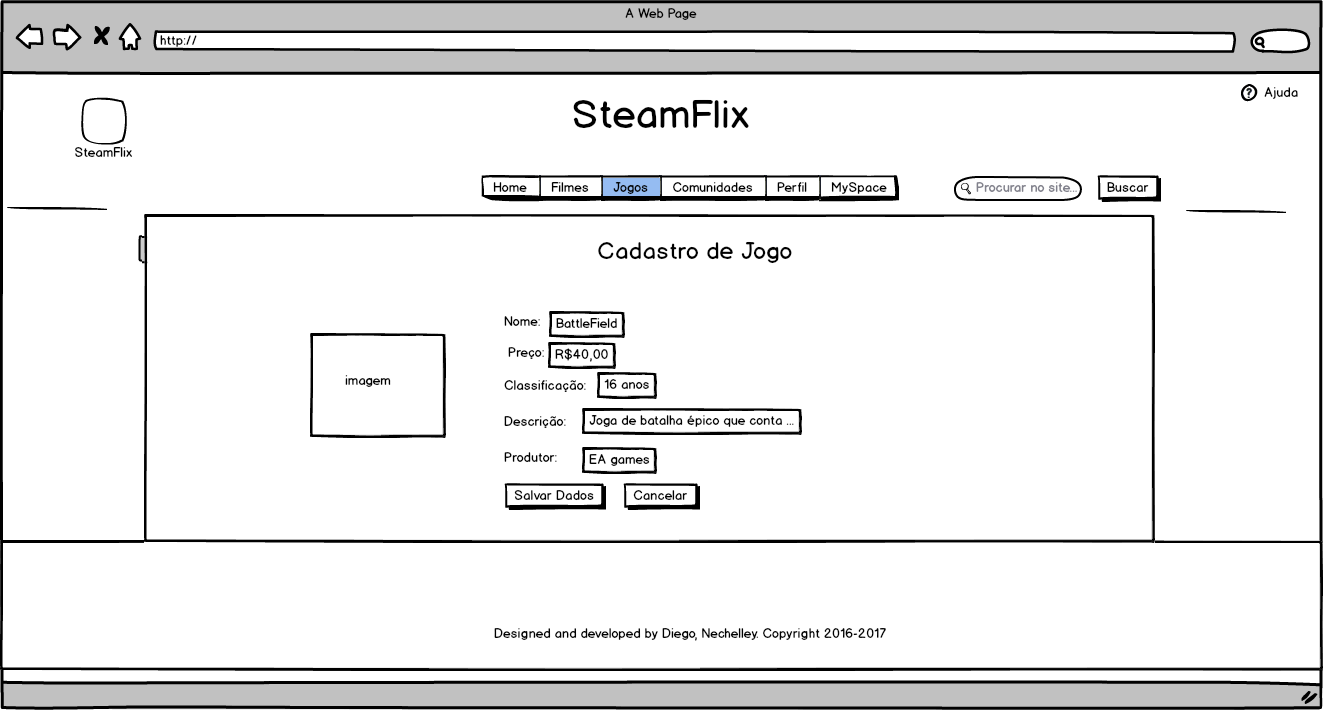 A Web Page
http://
Ajuda
SteamFlix
SteamFlix
Home Filmes Jogos Comunidades Perfil MySpace Procurar no site... Buscar
Cadastro de Jogo
imagem
Nome: BattleField
Preço: R$40,00
Classificação: 16 anos
Descrição: Joga de batalha épico que conta ...
Produtor: EA games
Salvar Dados Cancelar
Designed and developed by Diego, Nechelley. Copyright 2016-2017